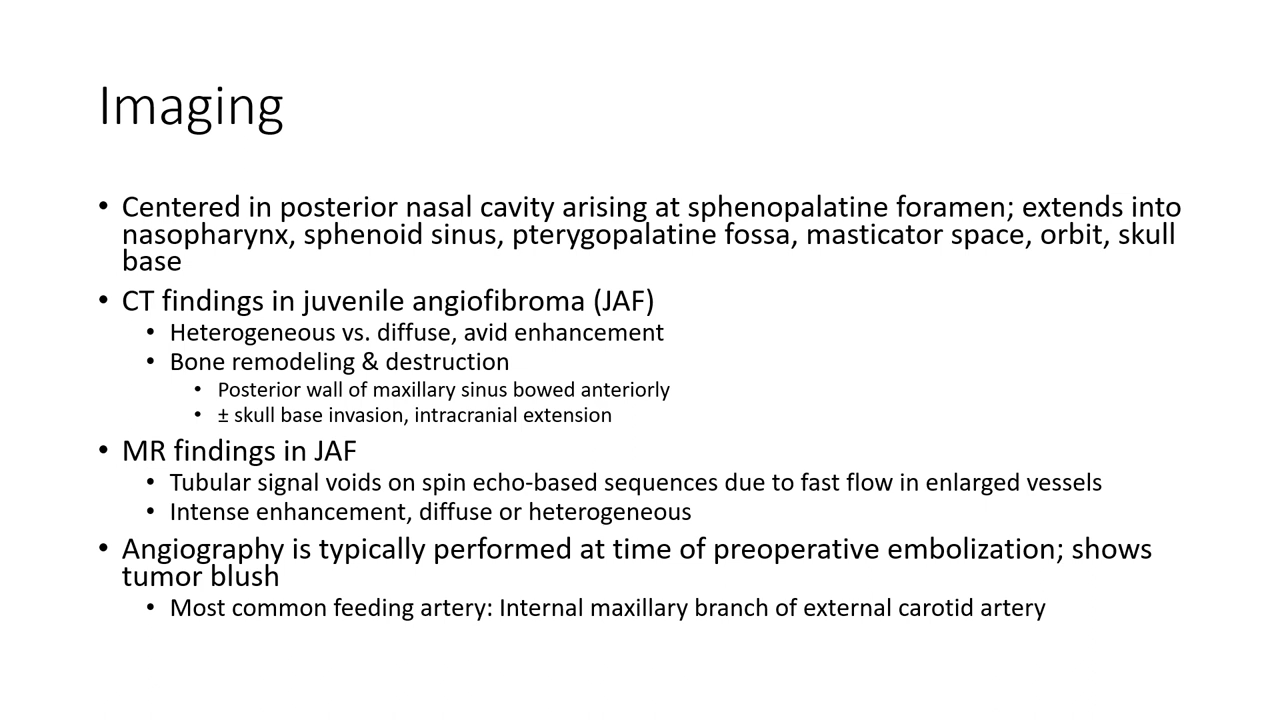 Imaging
• Centered in posterior nasal cavity arising at sphenopalatine foramen; extends into
nasopharynx, sphenoid sinus, pterygopalatine fossa, masticator space, orbit, skull
base
• CT findings in juvenile angiofibroma (JAF)
• Heterogeneous vs. diffuse, avid enhancement
• Bone remodeling & destruction
• Posterior wall of maxillary sinus bowed anteriorly
• ± skull base invasion, intracranial extension
• MR findings in JAF
• Tubular signal voids on spin echo-based sequences due to fast flow in enlarged vessels
• Intense enhancement, diffuse or heterogeneous
• Angiography is typically performed at time of preoperative embolization; shows
tumor blush
• Most common feeding artery: Internal maxillary branch of external carotid artery